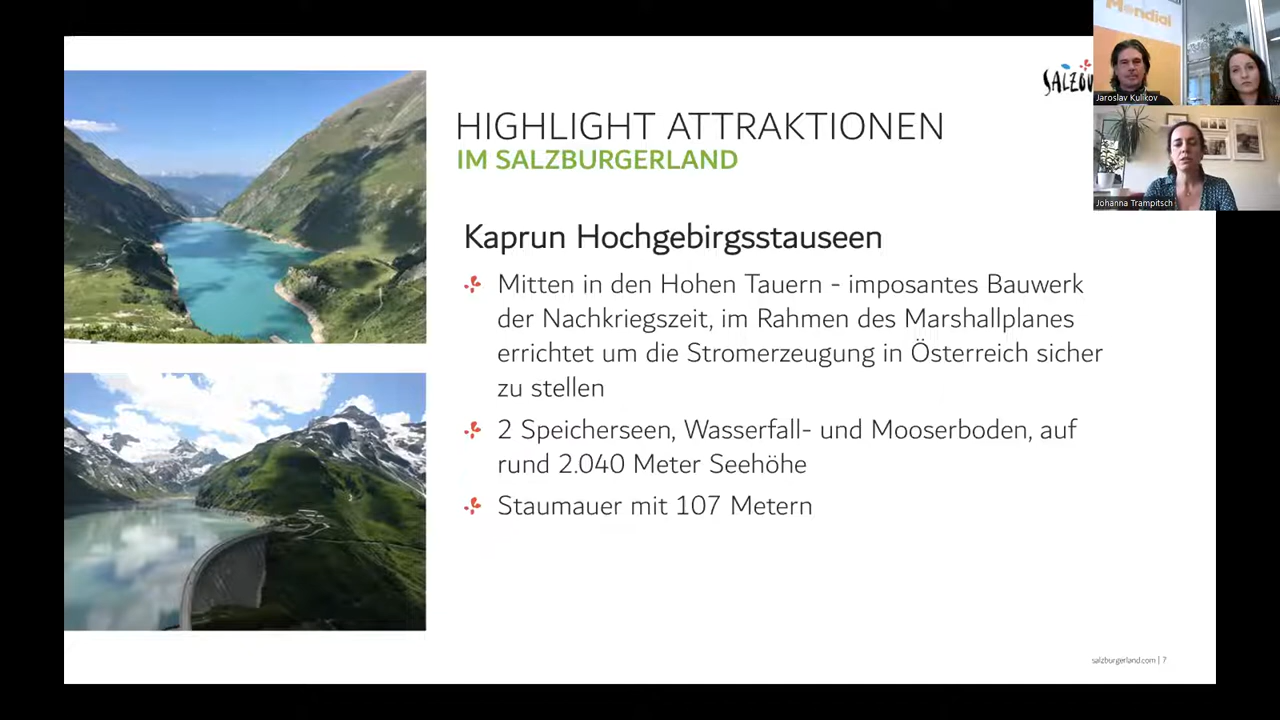 HIGHLIGHT ATTRAKTIONEN
IM SALZBURGERLAND
Kaprun Hochgebirgsstauseen
Mitten in den Hohen Tauern - imposantes Bauwerk
der Nachkriegszeit, im Rahmen des Marshallplanes
errichtet um die Stromerzeugung in Österreich sicher
zu stellen
2 Speicherseen, Wasserfall- und Mooserboden, auf
rund 2.040 Meter Seehöhe
Staumauer mit 107 Metern
salzburgerland.com | 7
Mondial
Jaroslav Kulikov
Johanna Trampitsch